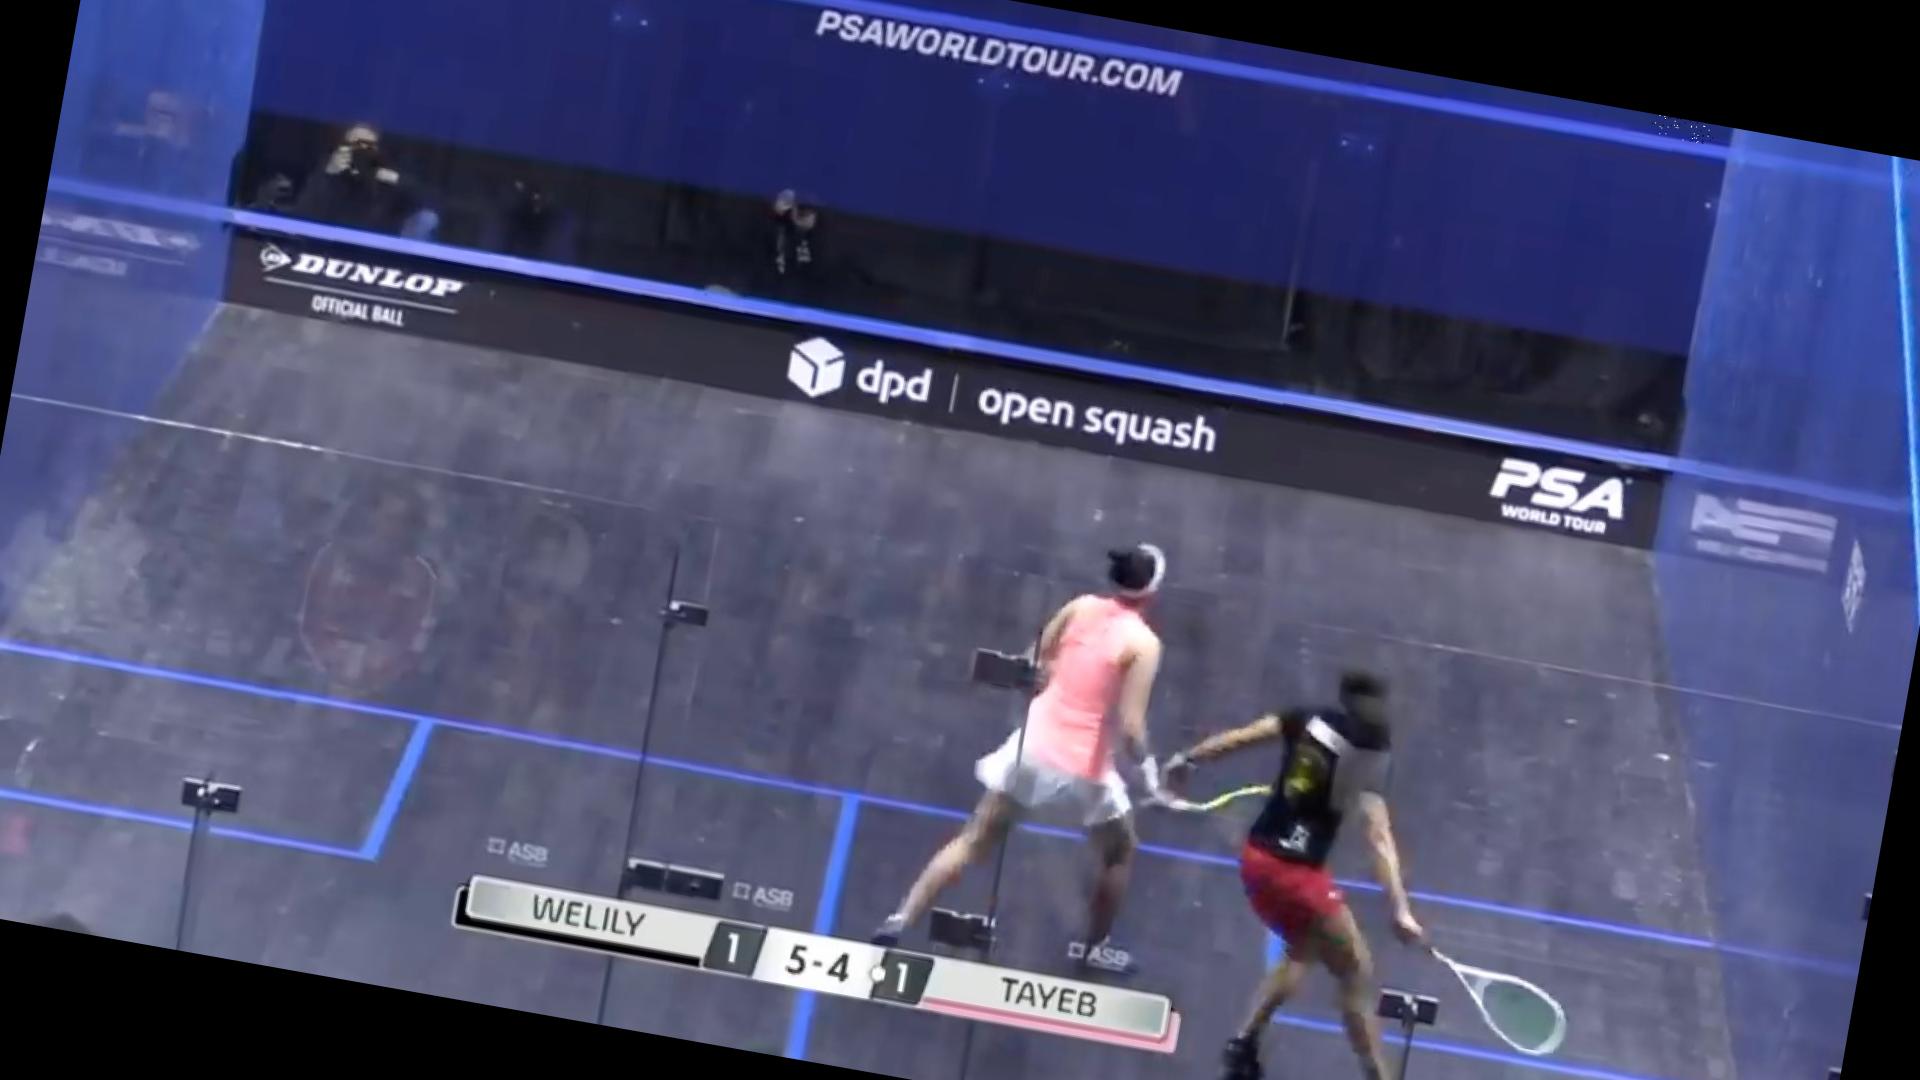 PSAWORLDTOUR.COM
DUNLOP
OFFICIAL BALL
dpd | open squash
PSA
WORLD TOUR
ASB
ASB
ASB
WELILY 1 5-4 1 TAYEB